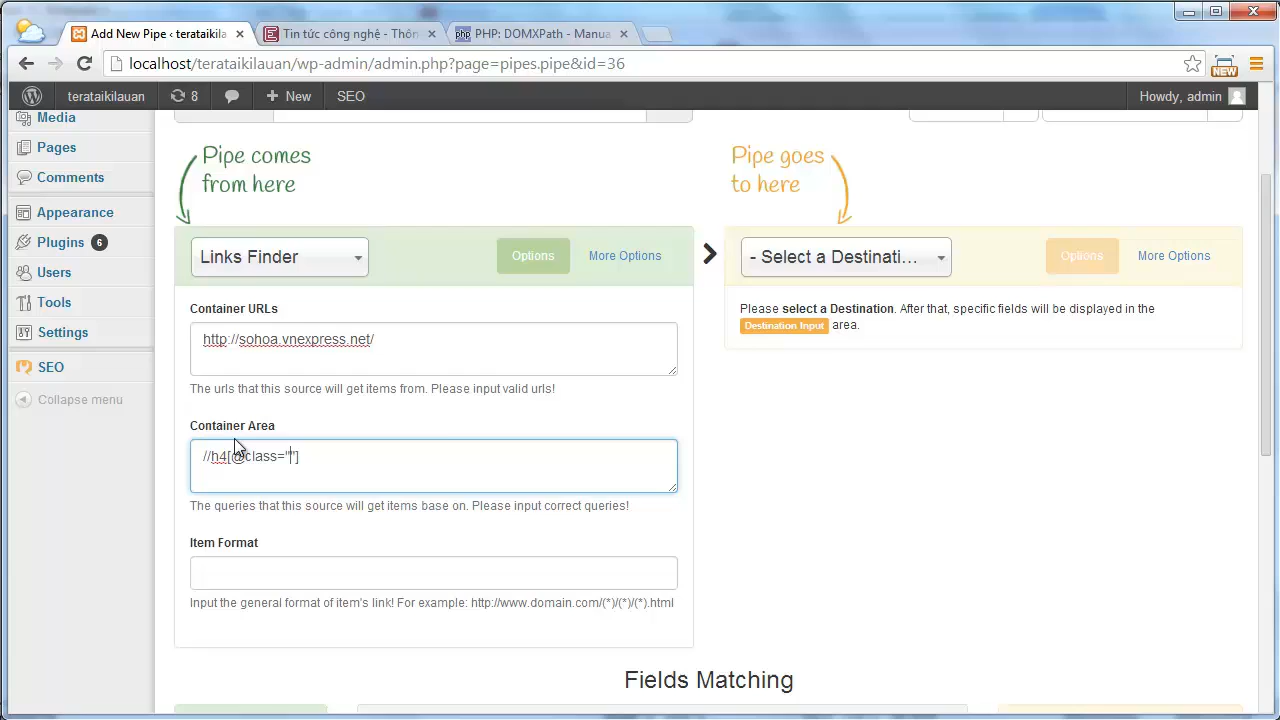 Add New Pipe ‹ terataikila
Tin tức công nghệ - Thôn
php PHP: DOMXPath - Manua
localhost/terataikilauan/wp-admin/admin.php?page=pipes.pipe&id=36
NEW
terataikilauan 8 New SEO Howdy, admin
Media
Pages
Comments
Appearance
Plugins 6
Users
Tools
Settings
SEO
Collapse menu
Pipe comes
from here
Pipe goes
to here
Links Finder Options More Options
- Select a Destinati... Options More Options
Container URLs
http://sohoa.vnexpress.net/
The urls that this source will get items from. Please input valid urls!
Container Area
//h4[@class=""]
The queries that this source will get items base on. Please input correct queries!
Item Format
Input the general format of item's link! For example: http://www.domain.com/(*)/(*)/(*).html
Please select a Destination. After that, specific fields will be displayed in the
Destination Input area.
Fields Matching